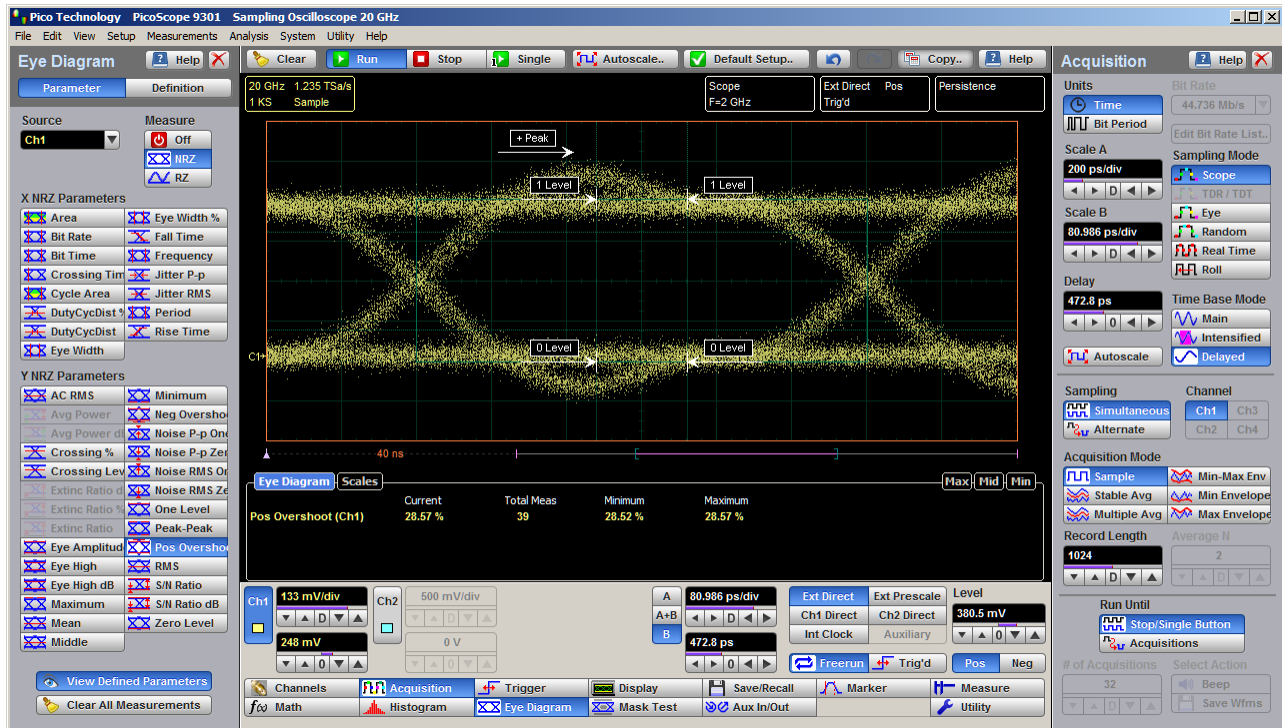 Pico Technology PicoScope 9301 Sampling Oscilloscope 20 GHz
File Edit View Setup Measurements Analysis System Utility Help
Eye Diagram Help
Parameter Definition
Source Measure
Ch1 Off
NRZ
RZ
X NRZ Parameters
Area Eye Width %
Bit Rate Fall Time
Bit Time Frequency
Crossing Tim Jitter P-p
Cycle Area Jitter RMS
DutyCycDist % Period
DutyCycDist Rise Time
Eye Width
Y NRZ Parameters
AC RMS Minimum
Avg Power Neg Overshoo
Avg Power dB Noise P-p One
Crossing % Noise P-p Zer
Crossing Lev Noise RMS On
Extinc Ratio d Noise RMS Ze
Extinc Ratio % One Level
Extinc Ratio Peak-Peak
Eye Amplitud Pos Oversho
Eye High RMS
Eye High dB S/N Ratio
Maximum S/N Ratio dB
Mean Zero Level
Middle
View Defined Parameters
Clear All Measurements
Clear Run Stop Single Autoscale.. Default Setup.. Copy.. Help
20 GHz 1.235 TSa/s
1 KS Sample
Scope
F=2 GHz
Ext Direct Pos
Trig'd
Persistence
+ Peak
1 Level 1 Level
0 Level 0 Level
C1
40 ns
Eye Diagram Scales Max Mid Min
Current Total Meas Minimum Maximum
Pos Overshoot (Ch1) 28.57 % 39 28.52 % 28.57 %
Ch1 133 mV/div Ch2 500 mV/div
D D
248 mV 0 V
0 0
A 80.986 ps/div
A+B D
B 472.8 ps
0
Ext Direct Ext Prescale Level
Ch1 Direct Ch2 Direct 380.5 mV
Int Clock Auxiliary 0
Freerun Trig'd Pos Neg
Channels Acquisition Trigger Display Save/Recall Marker Measure
f(x) Math Histogram Eye Diagram Mask Test Aux In/Out Utility
Acquisition Help
Units Bit Rate
Time 44.736 Mb/s
Bit Period Edit Bit Rate List..
Scale A Sampling Mode
200 ps/div Scope
D TDR / TDT
Scale B Eye
80.986 ps/div Random
D Real Time
Roll
Delay Time Base Mode
472.8 ps Main
0 Intensified
Autoscale Delayed
Sampling Channel
Simultaneous Ch1 Ch3
Alternate Ch2 Ch4
Acquisition Mode
Sample Min-Max Env
Stable Avg Min Envelope
Multiple Avg Max Envelope
Record Length Average N
1024 2
D D
Run Until
Stop/Single Button
Acquisitions
# of Acquisitions Select Action
32 Beep
D Save Wfms